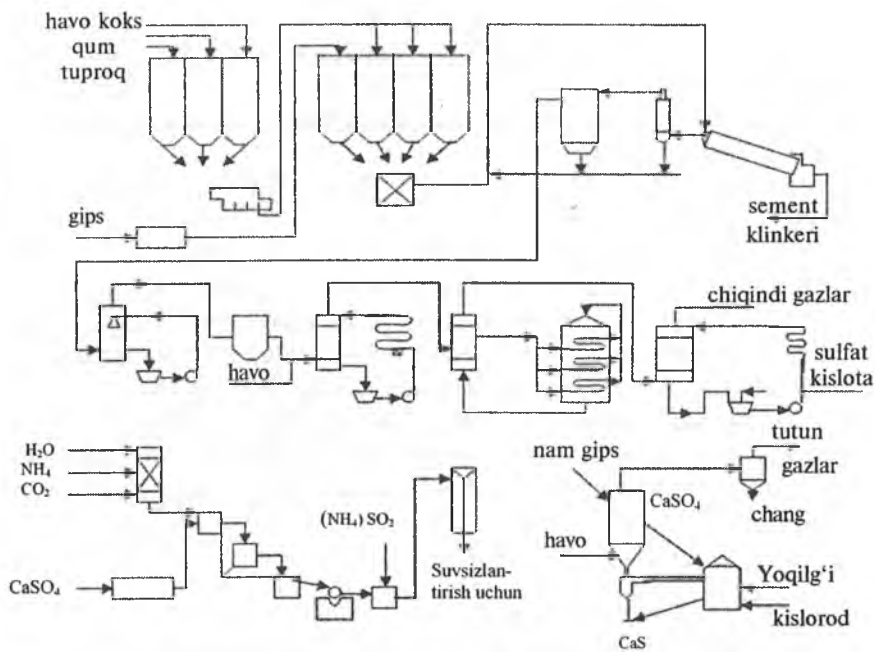 havo koks
qum
tuproq
gips
sement
klinkeri
chiqindi gazlar
havo
sulfat
kislota
H₂O
NH₄
CO₂
CaSO₄
(NH₄) SO₂
Suvsizlan-
tirish uchun
nam gips
CaSO₄
tutun
gazlar
chang
havo
Yoqilg‘i
kislorod
CaS